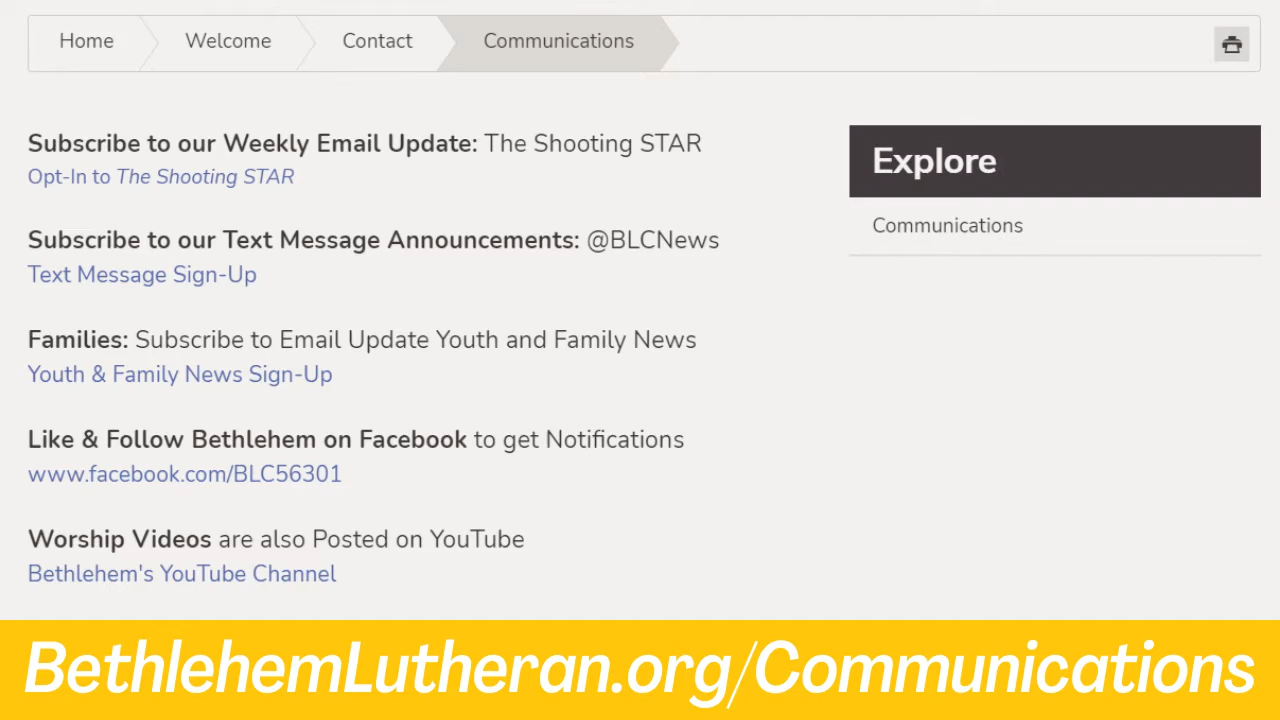 Home Welcome Contact Communications
Subscribe to our Weekly Email Update: The Shooting STAR
Opt-In to The Shooting STAR
Subscribe to our Text Message Announcements: @BLCNews
Text Message Sign-Up
Families: Subscribe to Email Update Youth and Family News
Youth & Family News Sign-Up
Like & Follow Bethlehem on Facebook to get Notifications
www.facebook.com/BLC56301
Worship Videos are also Posted on YouTube
Bethlehem's YouTube Channel
Explore
Communications
BethlehemLutheran.org/Communications